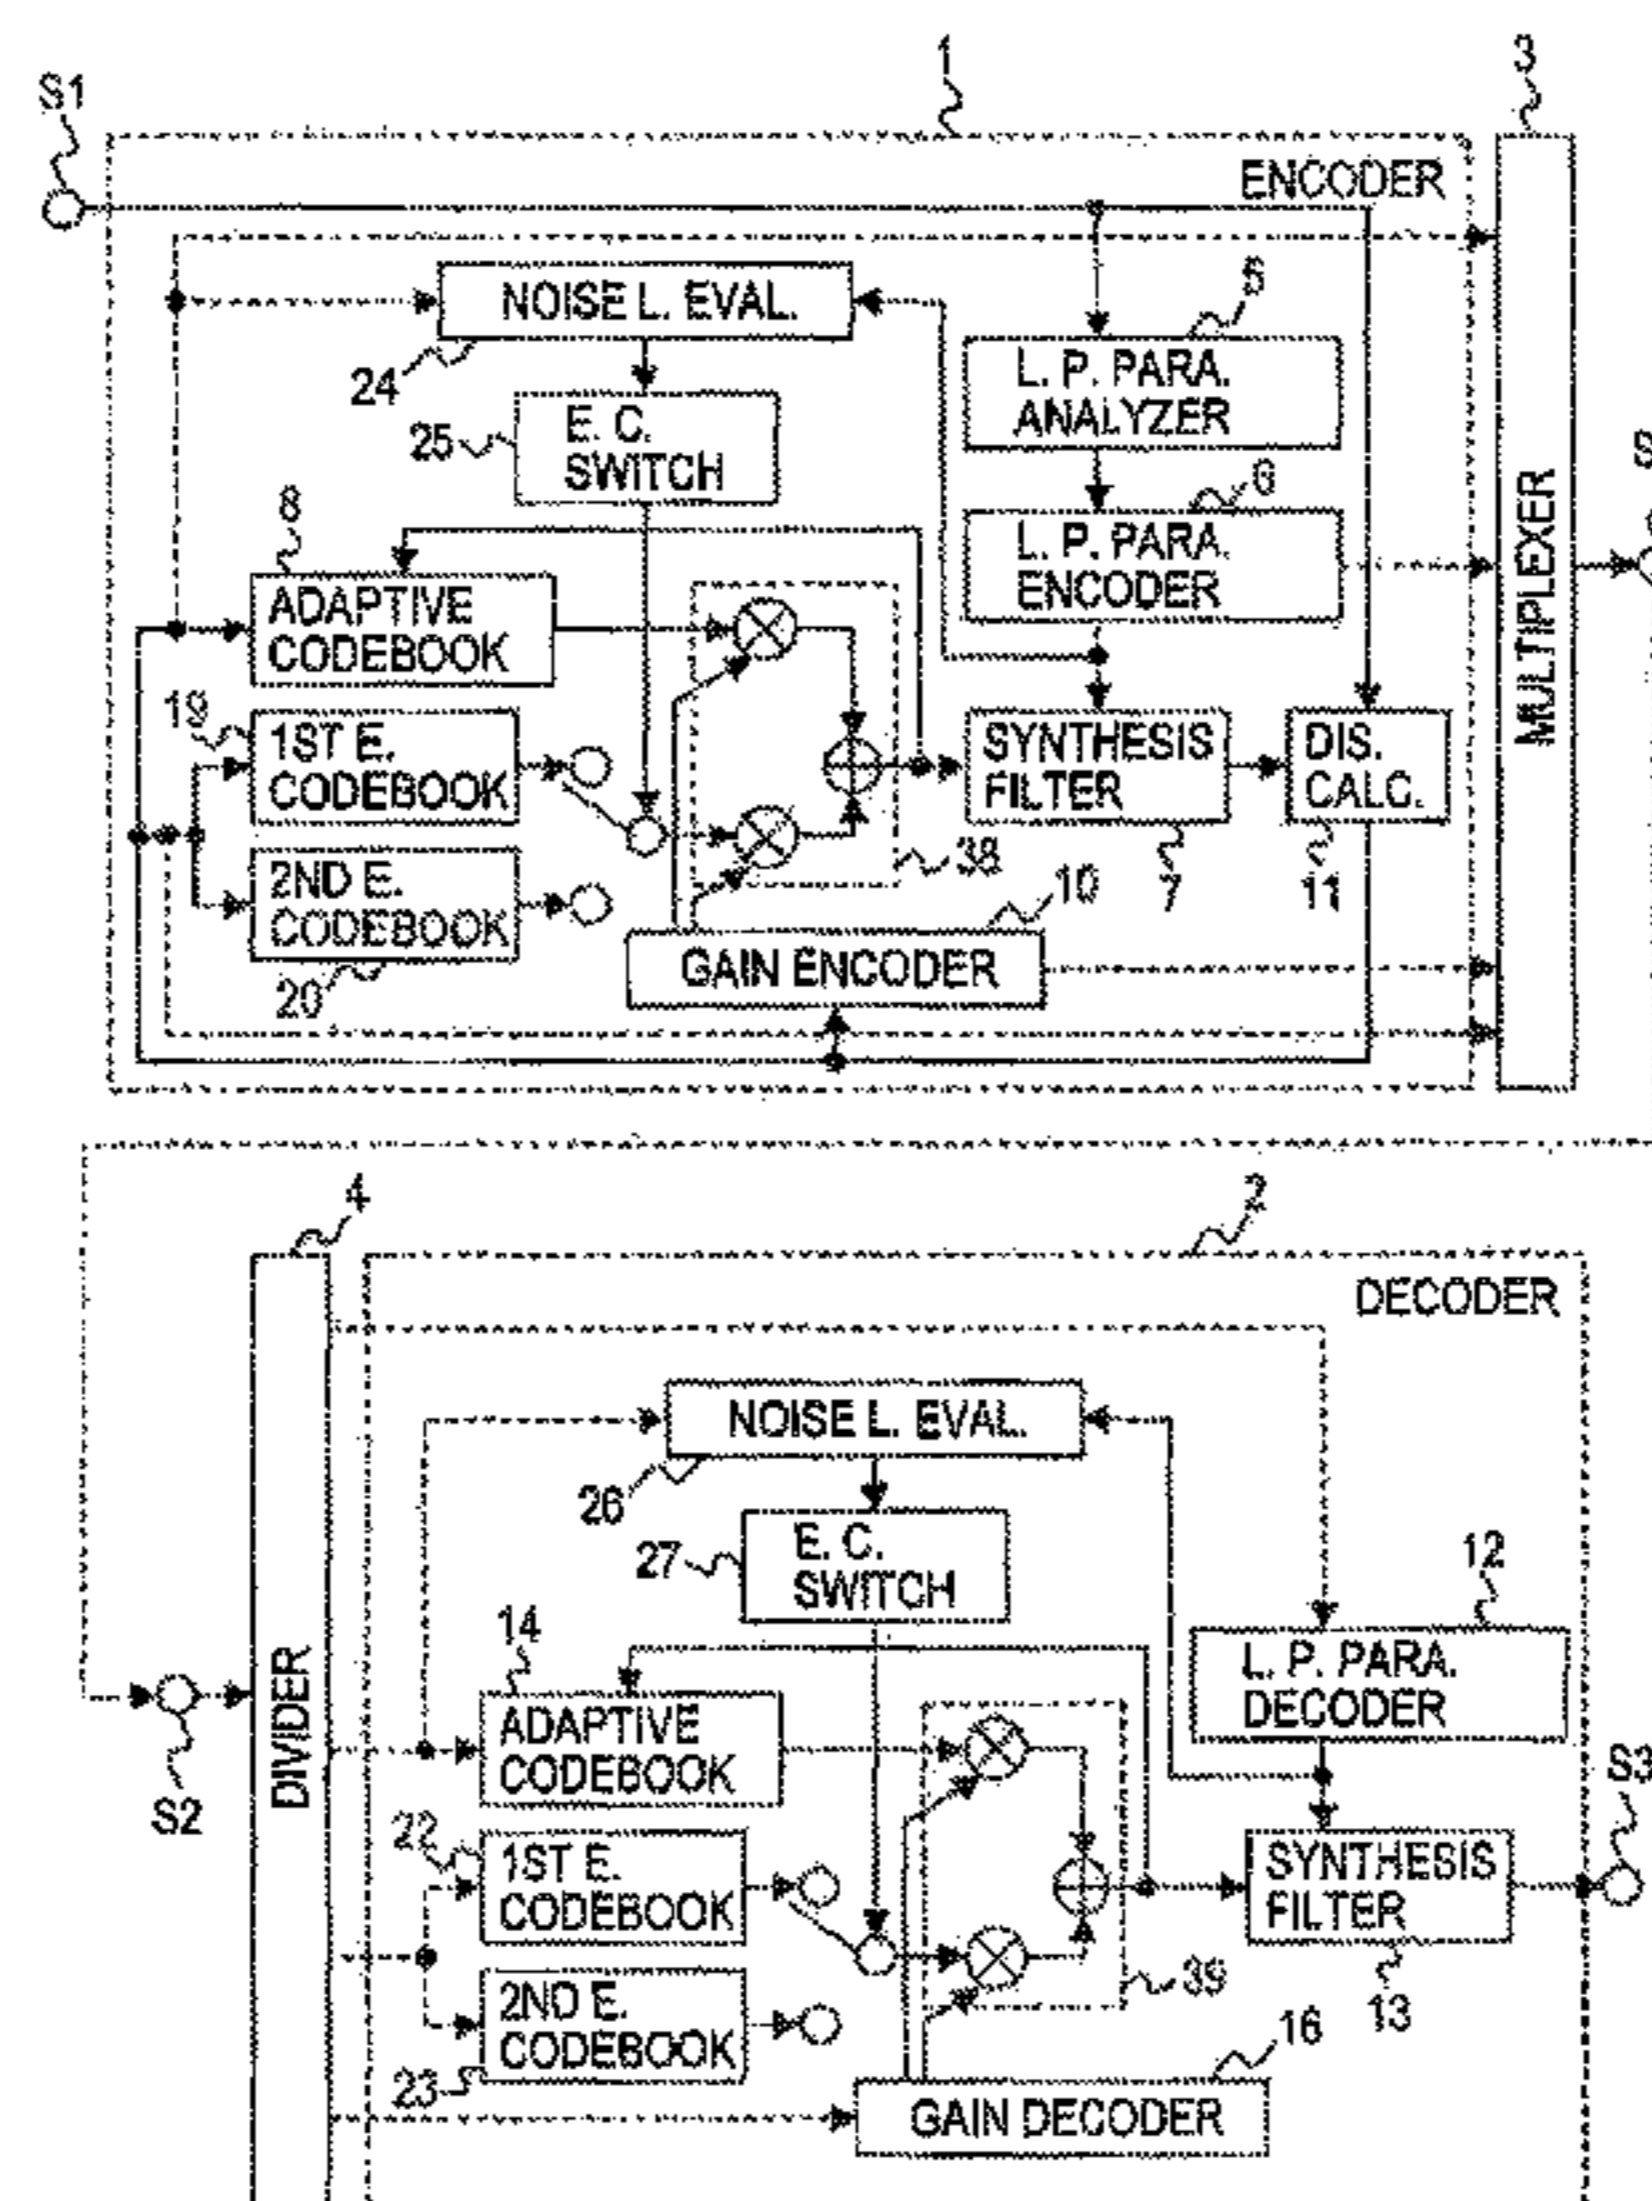 S1
1
3
ENCODER
NOISE L. EVAL.
24
5
L. P. PARA.
ANALYZER
25
E. C.
SWITCH
8
6
L. P. PARA.
ENCODER
MULTIPLEXER
ADAPTIVE
CODEBOOK
19
1ST E.
CODEBOOK
SYNTHESIS
FILTER
DIS.
CALC.
38
10
7
11
2ND E.
CODEBOOK
20
GAIN ENCODER
4
2
DECODER
NOISE L. EVAL.
26
27
E. C.
SWITCH
12
14
L. P. PARA.
DECODER
DIVIDER
ADAPTIVE
CODEBOOK
S2
S3
22
1ST E.
CODEBOOK
SYNTHESIS
FILTER
39
13
2ND E.
CODEBOOK
23
16
GAIN DECODER